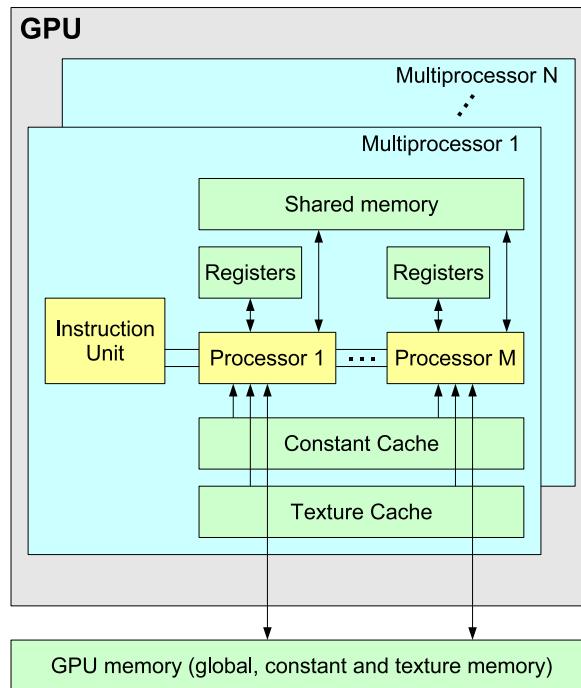 GPU
Multiprocessor N
Multiprocessor 1
Shared memory
Registers
Registers
Instruction
Unit
Processor 1
Processor M
Constant Cache
Texture Cache
GPU memory (global, constant and texture memory)